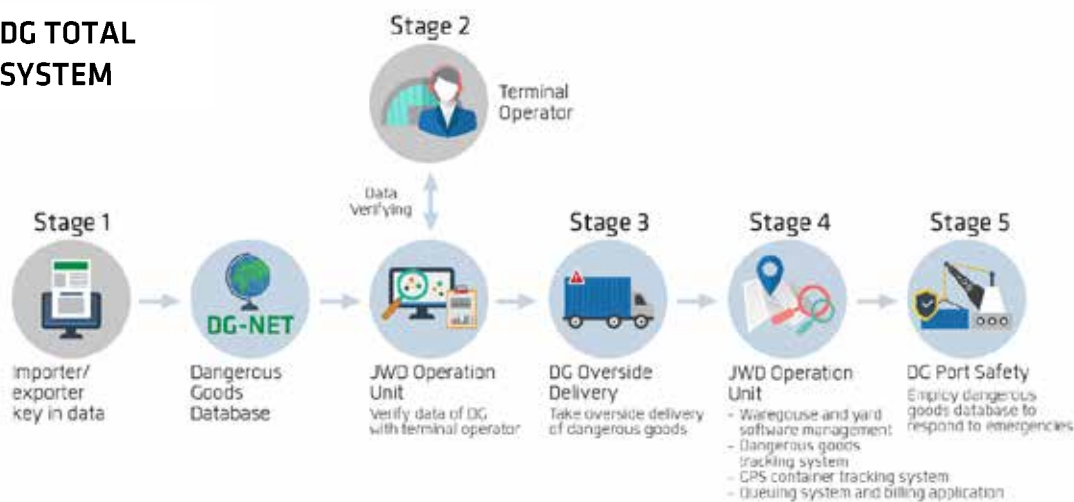 DG TOTAL
SYSTEM
Stage 2
Terminal
Operator
Data
Verifying
Stage 1
Importer/
exporter
key in data
DG-NET
Dangerous
Goods
Database
JWD Operation
Unit
Verify data of DG
with terminal operator
Stage 3
DG Overside
Delivery
Take overside delivery
of dangerous goods
Stage 4
JWD Operation
Unit
- Waregouse and yard
software management
- Dangerous goods
tracking system
- GPS container tracking system
- Queuing system and billing application
Stage 5
DG Port Safety
Employ dangerous
goods database to
respond to emergencies